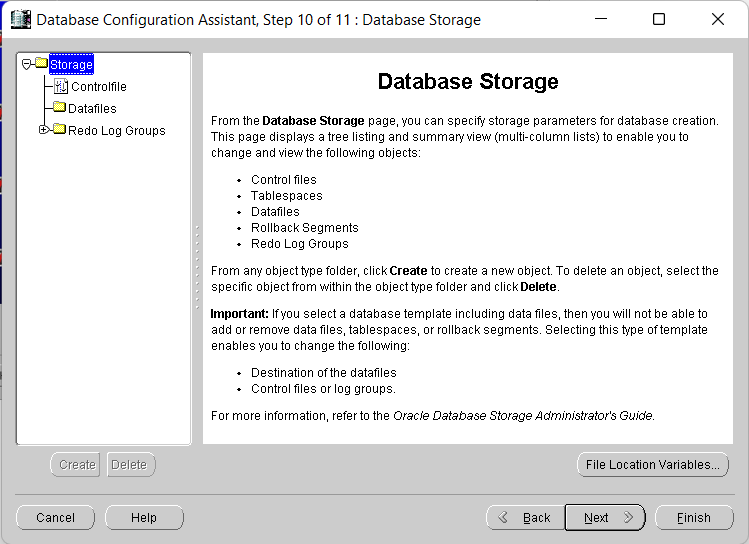 Database Configuration Assistant, Step 10 of 11 : Database Storage
Storage
Controlfile
Datafiles
Redo Log Groups
Database Storage
From the Database Storage page, you can specify storage parameters for database creation.
This page displays a tree listing and summary view (multi-column lists) to enable you to
change and view the following objects:
• Control files
• Tablespaces
• Datafiles
• Rollback Segments
• Redo Log Groups
From any object type folder, click Create to create a new object. To delete an object, select the
specific object from within the object type folder and click Delete.
Important: If you select a database template including data files, then you will not be able to
add or remove data files, tablespaces, or rollback segments. Selecting this type of template
enables you to change the following:
• Destination of the datafiles
• Control files or log groups.
For more information, refer to the Oracle Database Storage Administrator's Guide.
Create Delete
File Location Variables...
Cancel Help Back Next Finish